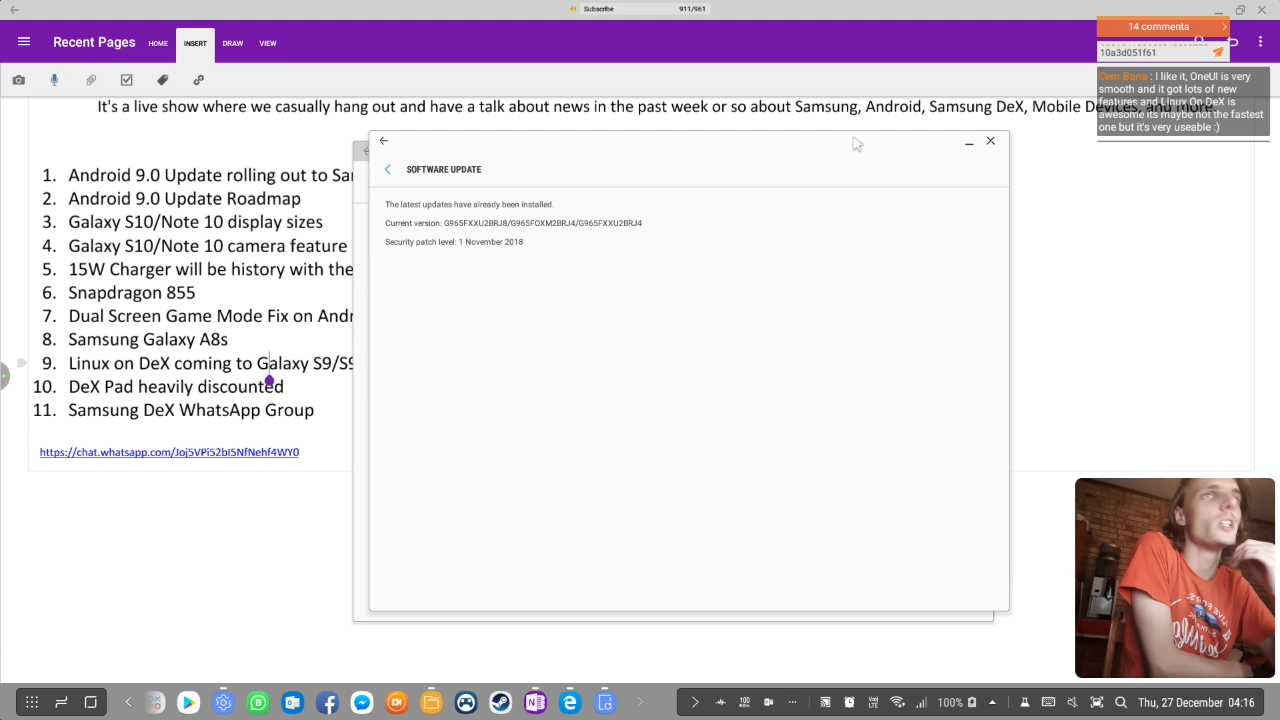 Subscribe 911/961
Recent Pages HOME INSERT DRAW VIEW
14 comments
10a3d051f61
Cem Bana : I like it, OneUI is very
smooth and it got lots of new
features and Linux On DeX is
awesome its maybe not the fastest
one but it's very useable :)
It's a live show where we casually hang out and have a talk about news in the past week or so about Samsung, Android, Samsung DeX, Mobile Devices, and more.
1. Android 9.0 Update rolling out to Sa
2. Android 9.0 Update Roadmap
3. Galaxy S10/Note 10 display sizes
4. Galaxy S10/Note 10 camera feature
5. 15W Charger will be history with the
6. Snapdragon 855
7. Dual Screen Game Mode Fix on And
8. Samsung Galaxy A8s
9. Linux on DeX coming to Galaxy S9/S9
10. DeX Pad heavily discounted
11. Samsung DeX WhatsApp Group
https://chat.whatsapp.com/Joj5VPi52bI5NfNehf4WY0
SOFTWARE UPDATE
The latest updates have already been installed.
Current version: G965FXXU2BRJ8/G965FOXM2BRJ4/G965FXXU2BRJ4
Security patch level: 1 November 2018
100% Thu, 27 December 04:16